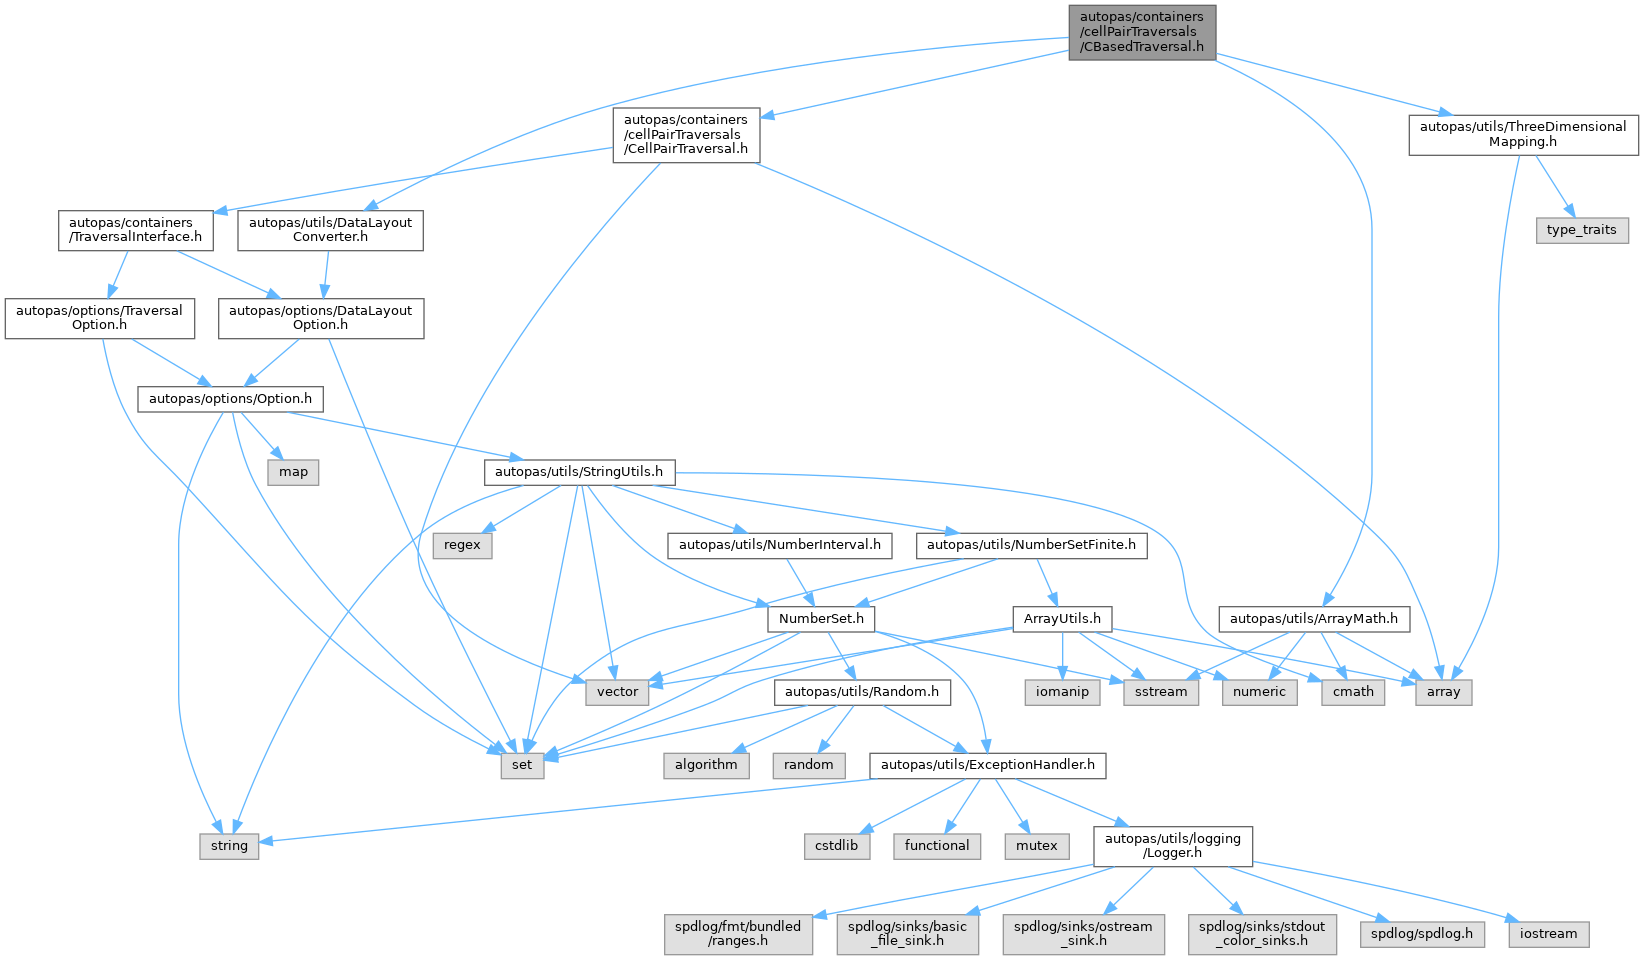 autopas/containers
/cellPairTraversals
/CBasedTraversal.h
autopas/containers
/cellPairTraversals
/CellPairTraversal.h
autopas/utils/ThreeDimensional
Mapping.h
autopas/containers
/TraversalInterface.h
autopas/utils/DataLayout
Converter.h
type_traits
autopas/options/Traversal
Option.h
autopas/options/DataLayout
Option.h
autopas/options/Option.h
map
autopas/utils/StringUtils.h
regex
autopas/utils/NumberInterval.h
autopas/utils/NumberSetFinite.h
NumberSet.h
ArrayUtils.h
autopas/utils/ArrayMath.h
vector
autopas/utils/Random.h
iomanip
sstream
numeric
cmath
array
set
algorithm
random
autopas/utils/ExceptionHandler.h
string
cstdlib
functional
mutex
autopas/utils/logging
/Logger.h
spdlog/fmt/bundled
/ranges.h
spdlog/sinks/basic
_file_sink.h
spdlog/sinks/ostream
_sink.h
spdlog/sinks/stdout
_color_sinks.h
spdlog/spdlog.h
iostream